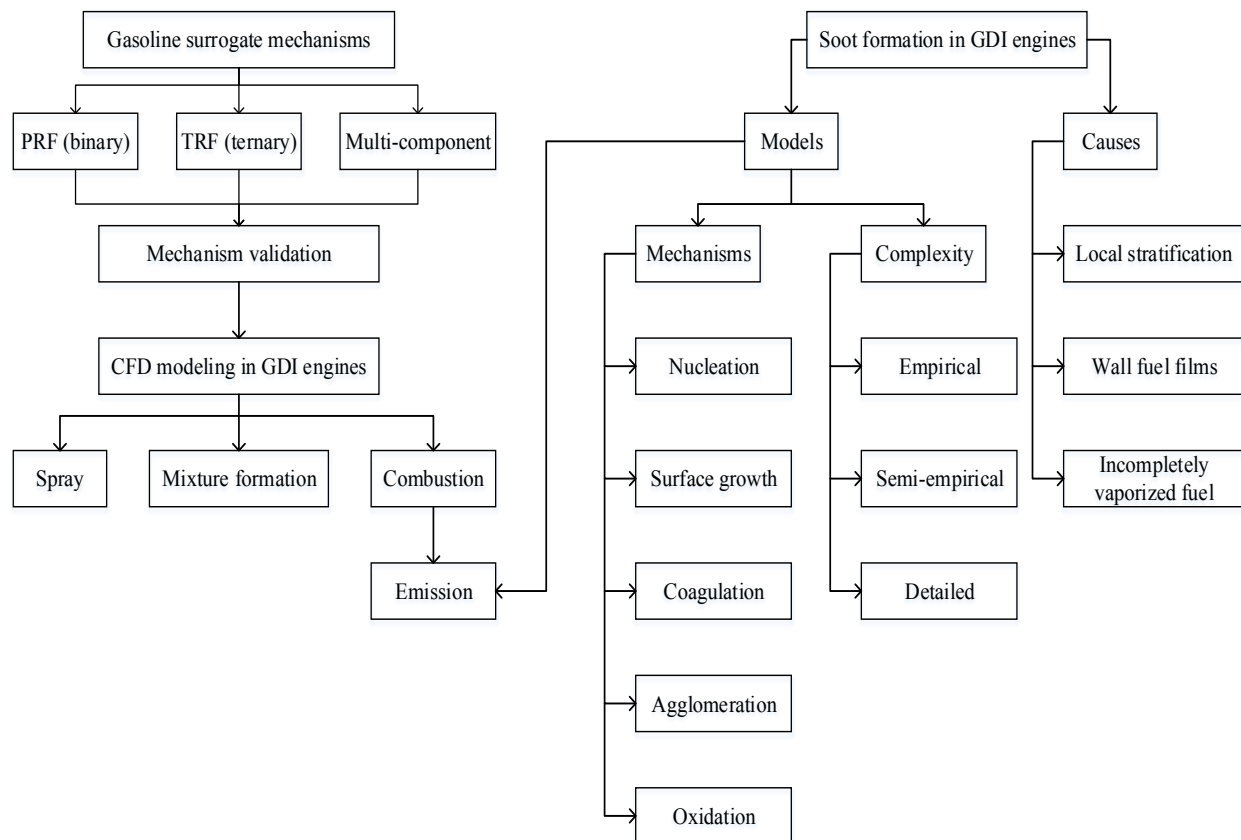 Gasoline surrogate mechanisms
Soot formation in GDI engines
PRF (binary)
TRF (ternary)
Multi-component
Models
Causes
Mechanism validation
Mechanisms
Complexity
Local stratification
CFD modeling in GDI engines
Nucleation
Empirical
Wall fuel films
Spray
Mixture formation
Combustion
Surface growth
Semi-empirical
Incompletely
vaporized fuel
Emission
Coagulation
Detailed
Agglomeration
Oxidation